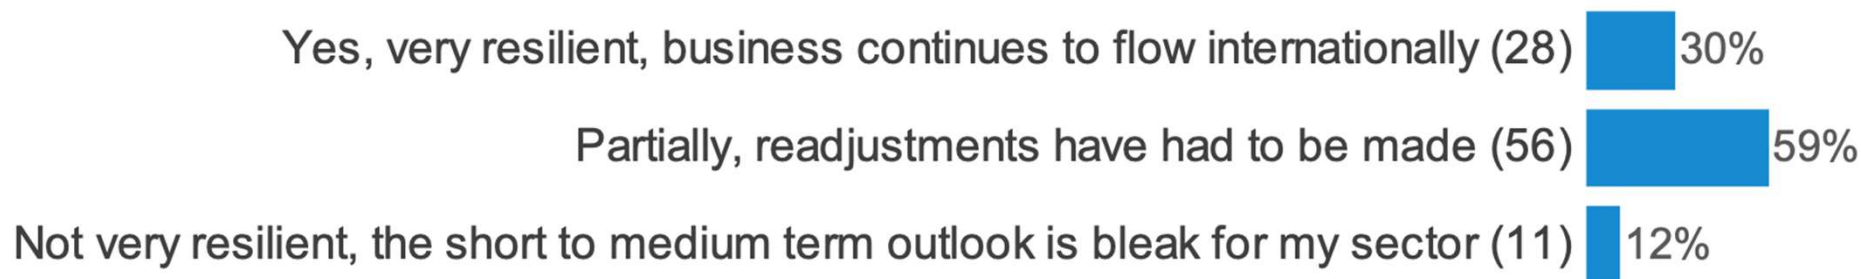 Yes, very resilient, business continues to flow internationally (28) 30%
Partially, readjustments have had to be made (56) 59%
Not very resilient, the short to medium term outlook is bleak for my sector (11) 12%